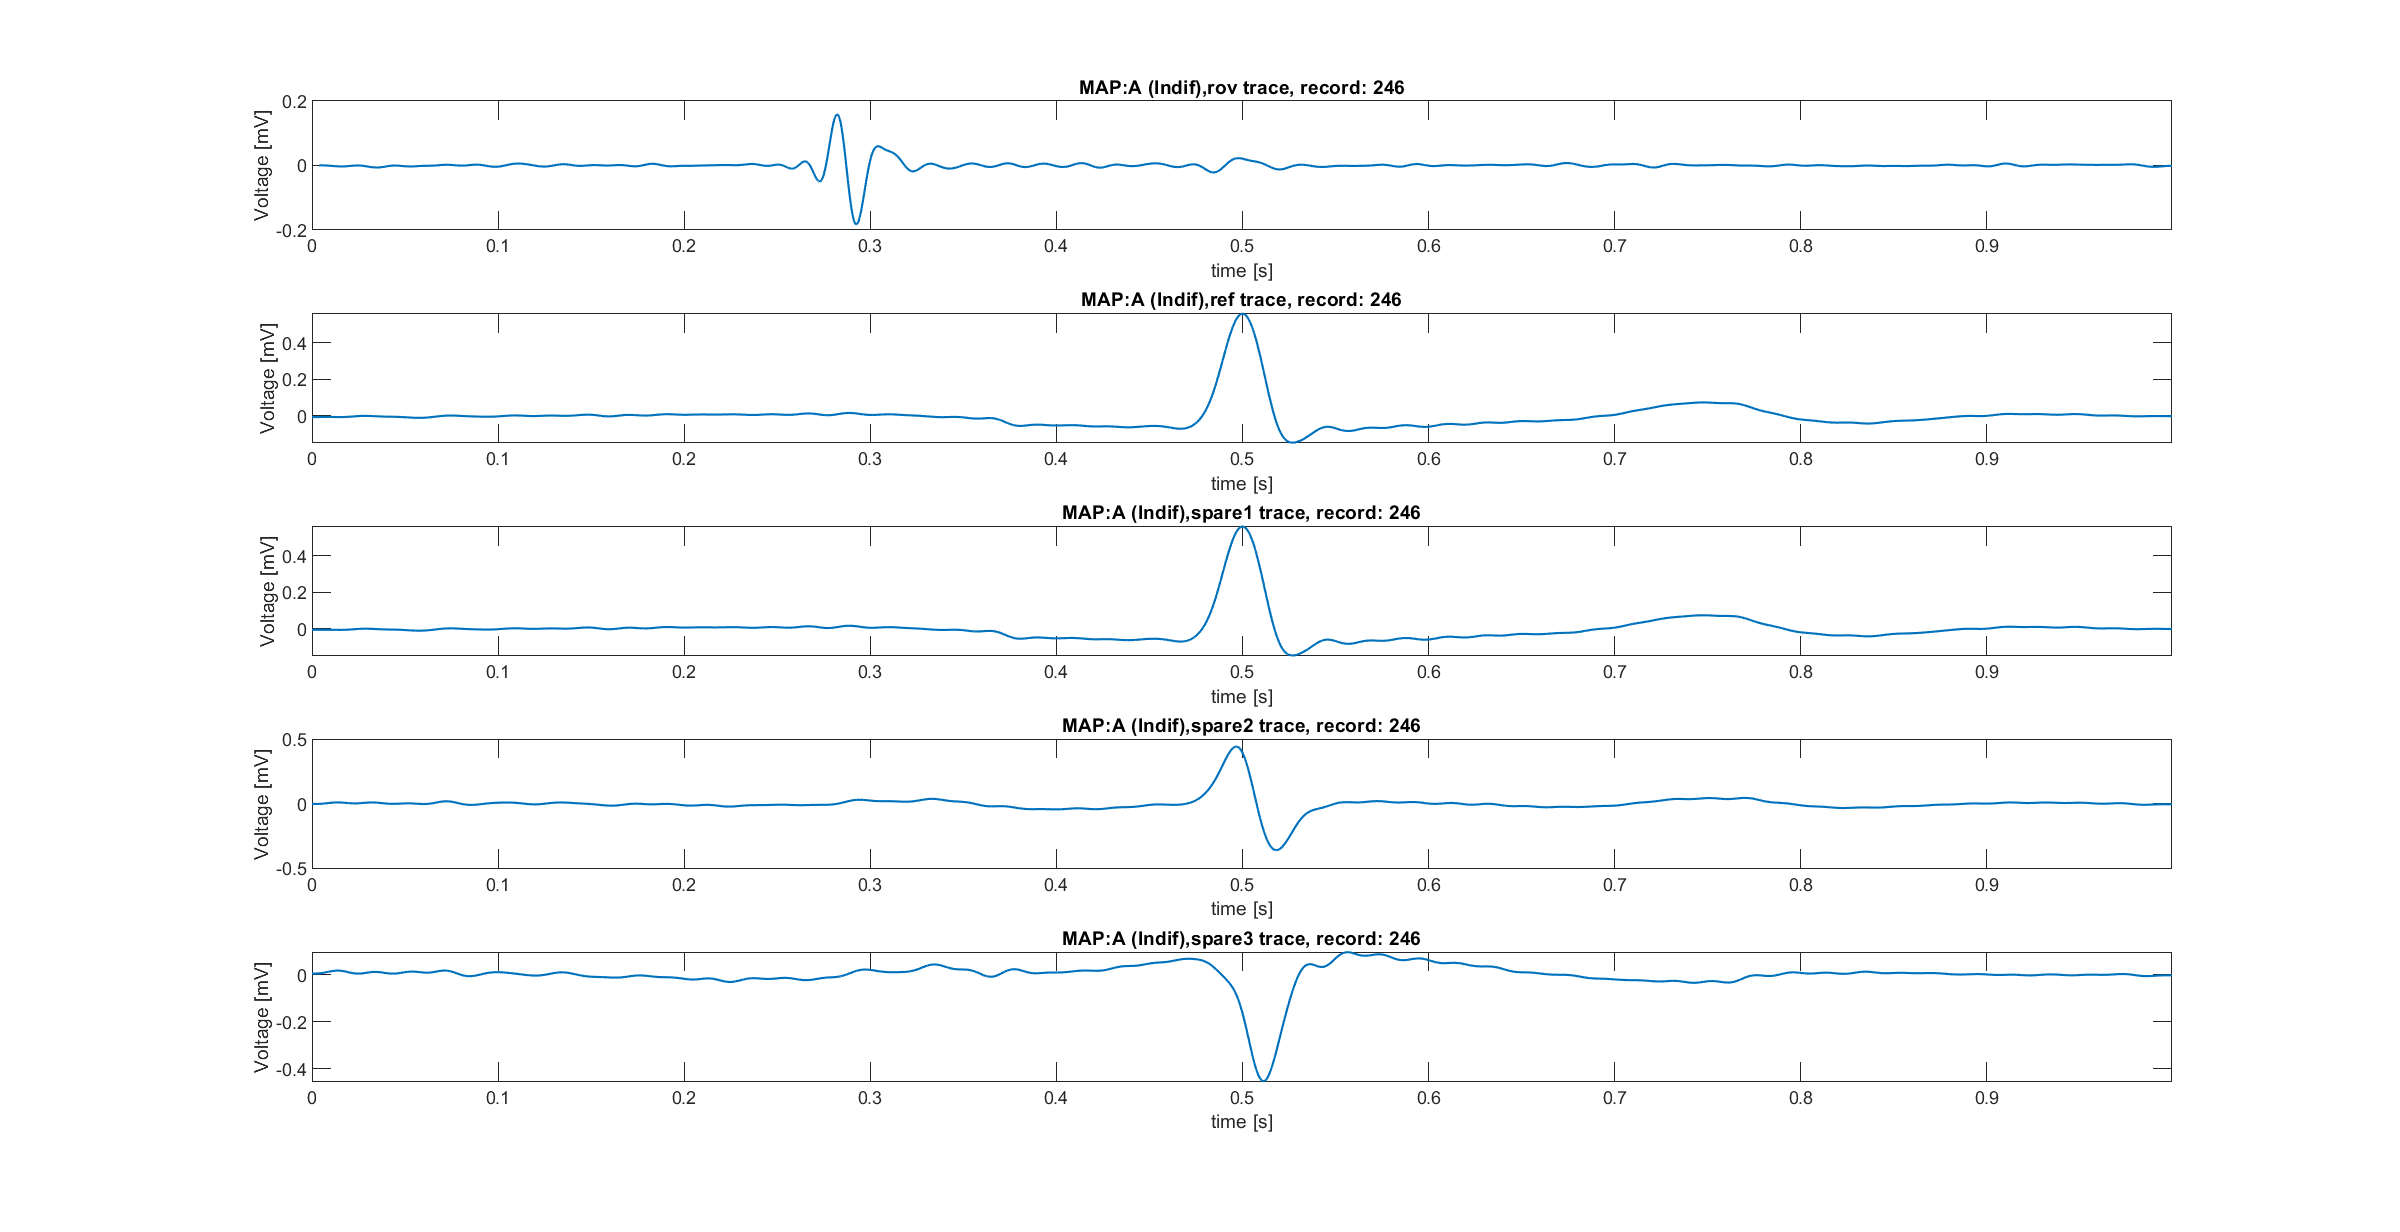 MAP:A (Indif),rov trace, record: 246
Voltage [mV]
0.2
0
-0.2
0 0.1 0.2 0.3 0.4 0.5 0.6 0.7 0.8 0.9
time [s]
MAP:A (Indif),ref trace, record: 246
Voltage [mV]
0.4
0.2
0
0 0.1 0.2 0.3 0.4 0.5 0.6 0.7 0.8 0.9
time [s]
MAP:A (Indif),spare1 trace, record: 246
Voltage [mV]
0.4
0.2
0
0 0.1 0.2 0.3 0.4 0.5 0.6 0.7 0.8 0.9
time [s]
MAP:A (Indif),spare2 trace, record: 246
Voltage [mV]
0.5
0
-0.5
0 0.1 0.2 0.3 0.4 0.5 0.6 0.7 0.8 0.9
time [s]
MAP:A (Indif),spare3 trace, record: 246
Voltage [mV]
0
-0.2
-0.4
0 0.1 0.2 0.3 0.4 0.5 0.6 0.7 0.8 0.9
time [s]